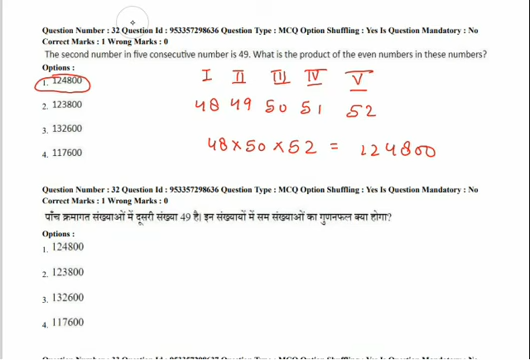 Question Number : 32 Question Id : 953357298636 Question Type : MCQ Option Shuffling : Yes Is Question Mandatory : No
Correct Marks : 1 Wrong Marks : 0
The second number in five consecutive number is 49. What is the product of the even numbers in these numbers?
Options :
1. 124800
2. 123800
3. 132600
4. 117600
I II III IV V
48 49 50 51 52
48 × 50 × 52 = 124800
Question Number : 32 Question Id : 953357298636 Question Type : MCQ Option Shuffling : Yes Is Question Mandatory : No
Correct Marks : 1 Wrong Marks : 0
पाँच क्रमागत संख्याओं में दूसरी संख्या 49 है। इन संख्यायों में सम संख्याओं का गुणनफल क्या होगा?
Options :
1. 124800
2. 123800
3. 132600
4. 117600